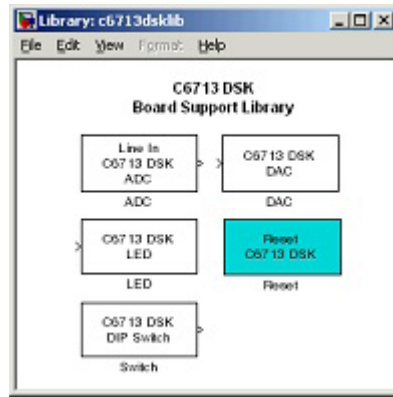 Library: c6713dsklib
File Edit View Format Help
C6713 DSK
Board Support Library
Line In
C6713 DSK
ADC
ADC
C6713 DSK
DAC
DAC
C6713 DSK
LED
LED
Reset
C6713 DSK
Reset
C6713 DSK
DIP Switch
Switch